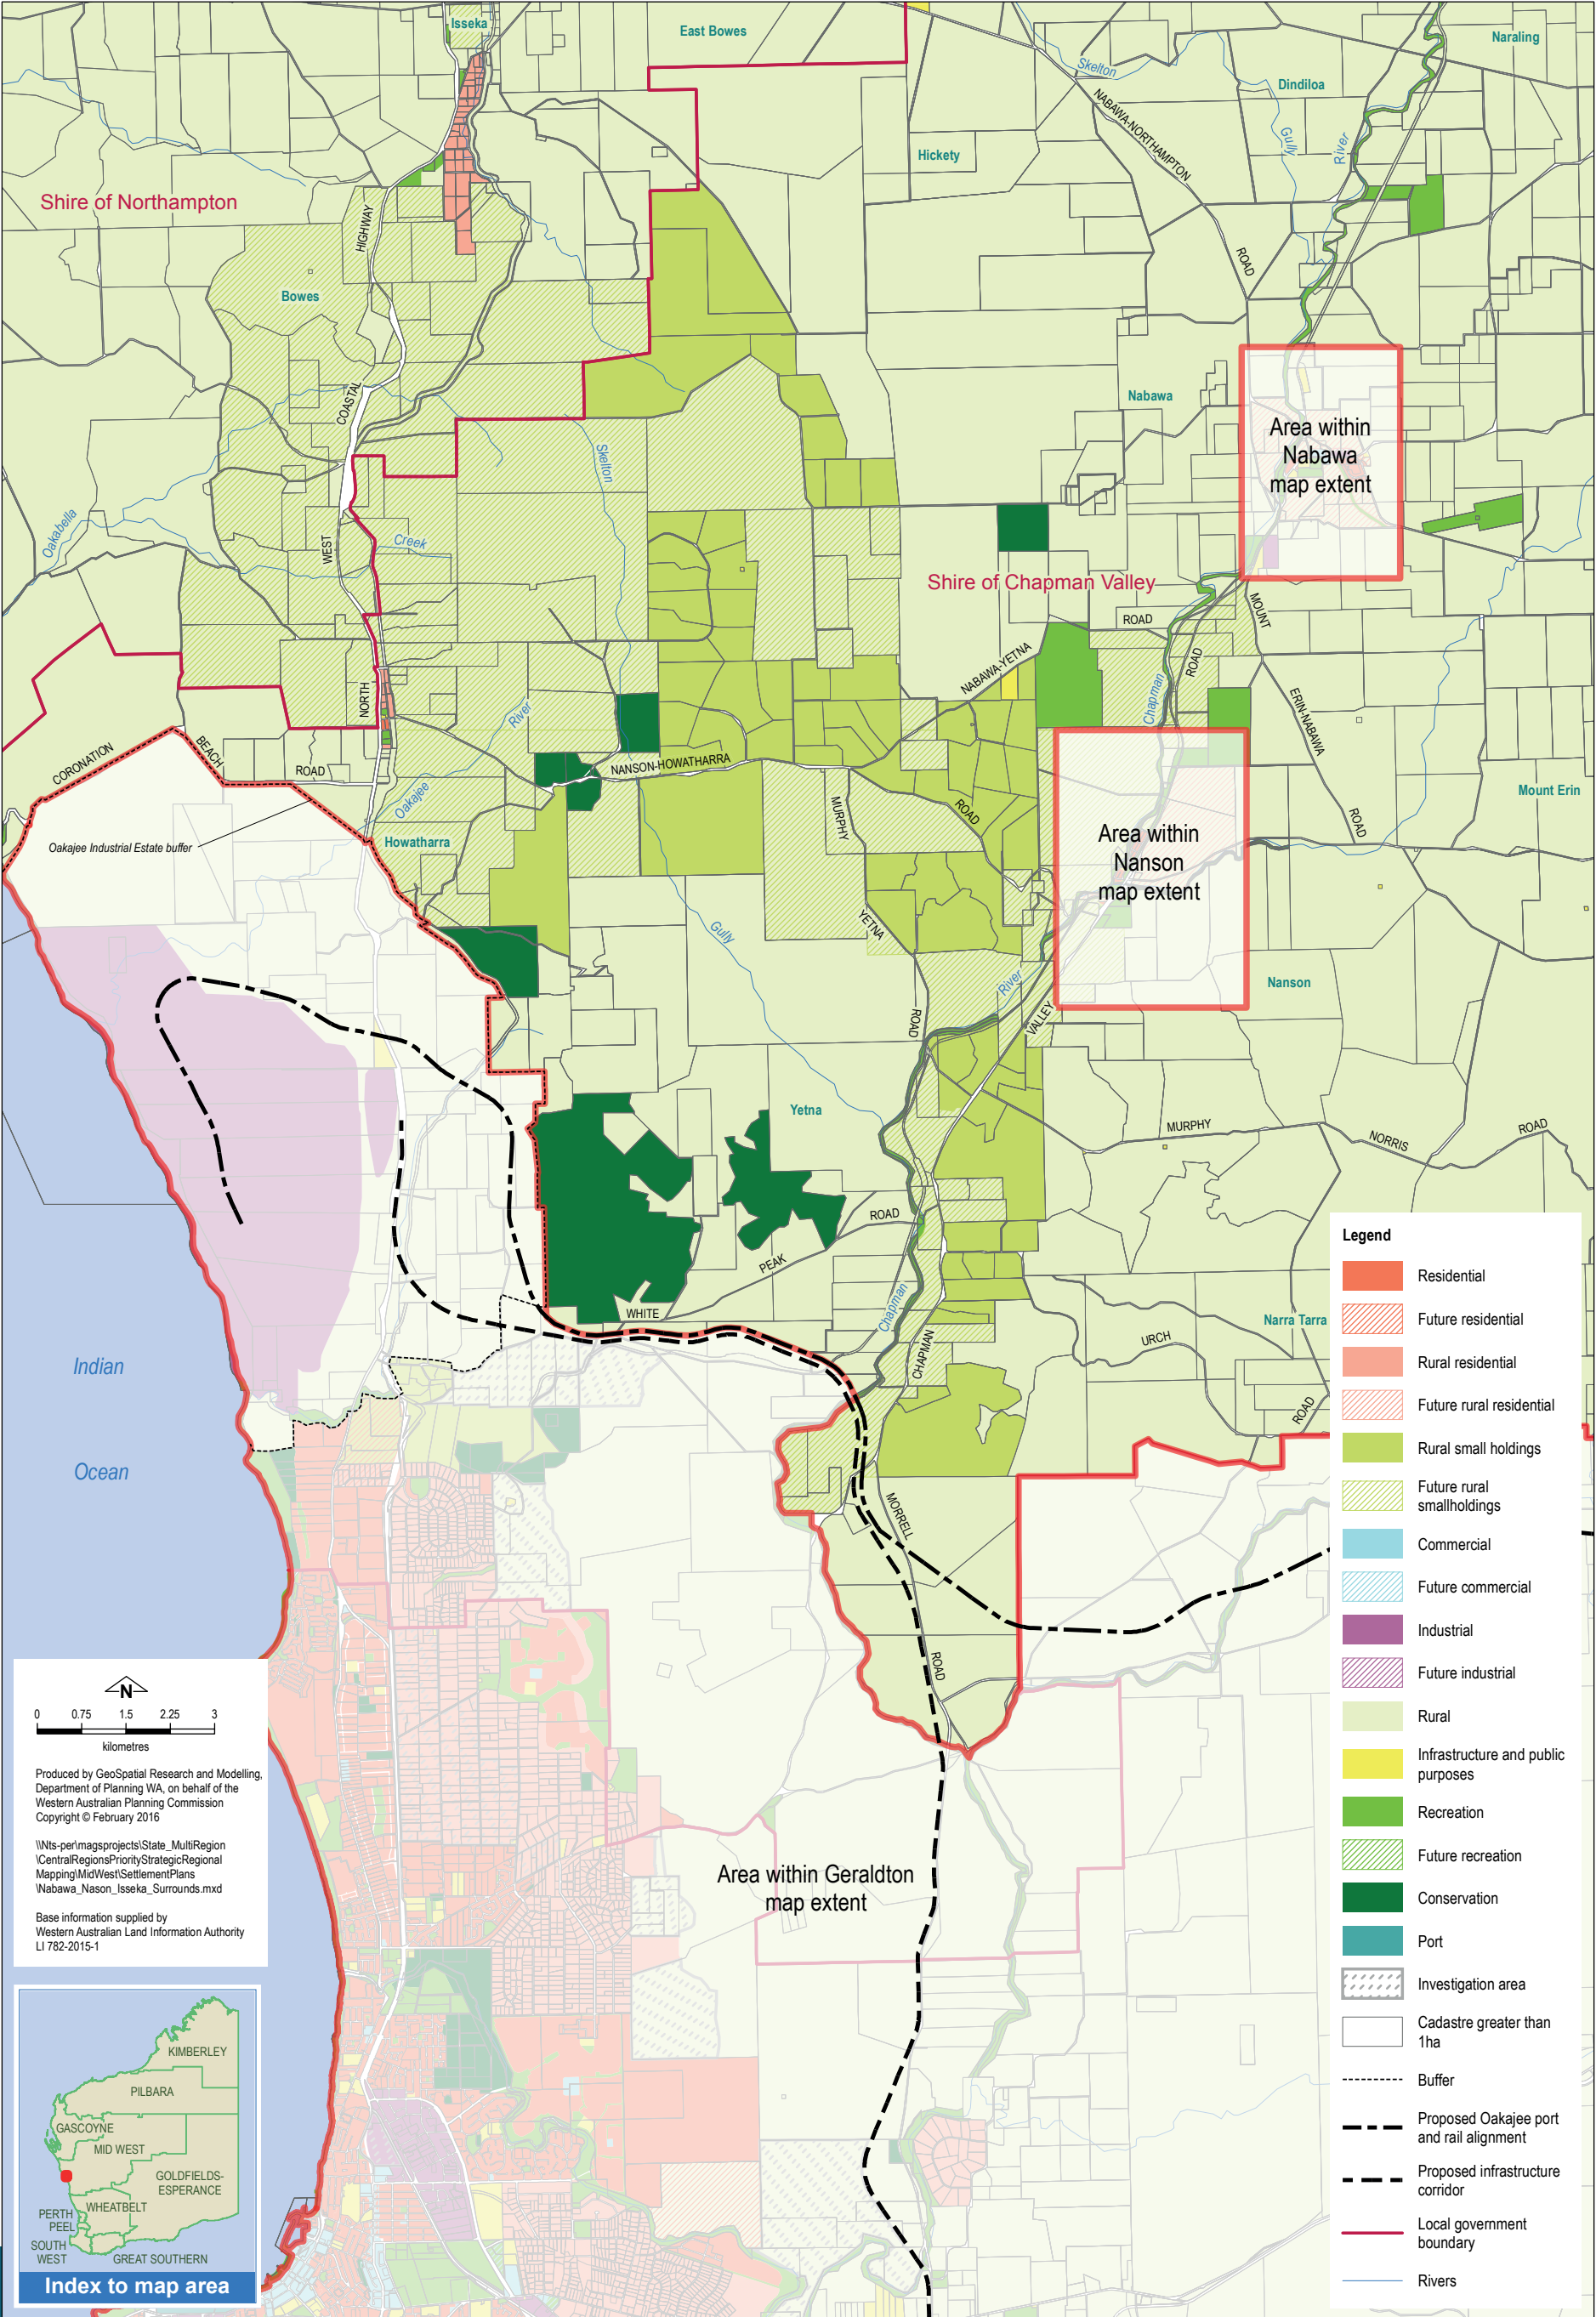 Isseka
East Bowes
Naraling
Skelton
Dindiloa
NABAWA-NORTHAMPTON
Gully
River
Hickety
Shire of Northampton
HIGHWAY
ROAD
Bowes
COASTAL
Nabawa
Area within
Nabawa
map extent
Skelton
Oakabella
WEST
Creek
Shire of Chapman Valley
MOUNT
ROAD
ROAD
NABAWA-YETNA
NORTH
Chapman
ERIN-NABAWA
River
CORONATION
BEACH
ROAD
NANSON-HOWATHARRA
Mount Erin
Oakajee
MURPHY
ROAD
ROAD
Oakajee Industrial Estate buffer
Howatharra
Area within
Nanson
map extent
YETNA
Gully
River
Nanson
ROAD
VALLEY
Yetna
MURPHY
NORRIS
ROAD
ROAD
PEAK
WHITE
Chapman
CHAPMAN
Narra Tarra
URCH
ROAD
Indian
Ocean
MORRELL
ROAD
Area within Geraldton
map extent
Legend
Residential
Future residential
Rural residential
Future rural residential
Rural small holdings
Future rural
smallholdings
Commercial
Future commercial
Industrial
Future industrial
Rural
Infrastructure and public
purposes
Recreation
Future recreation
Conservation
Port
Investigation area
Cadastre greater than
1ha
Buffer
Proposed Oakajee port
and rail alignment
Proposed infrastructure
corridor
Local government
boundary
Rivers
N
0 0.75 1.5 2.25 3
kilometres
Produced by GeoSpatial Research and Modelling,
Department of Planning WA, on behalf of the
Western Australian Planning Commission
Copyright © February 2016
\\Nts-per\magsprojects\State_MultiRegion
\CentralRegionsPriorityStrategicRegional
Mapping\MidWest\SettlementPlans
\Nabawa_Nason_Isseka_Surrounds.mxd
Base information supplied by
Western Australian Land Information Authority
LI 782-2015-1
KIMBERLEY
PILBARA
GASCOYNE
MID WEST
GOLDFIELDS-
ESPERANCE
WHEATBELT
PERTH
PEEL
SOUTH
WEST
GREAT SOUTHERN
Index to map area